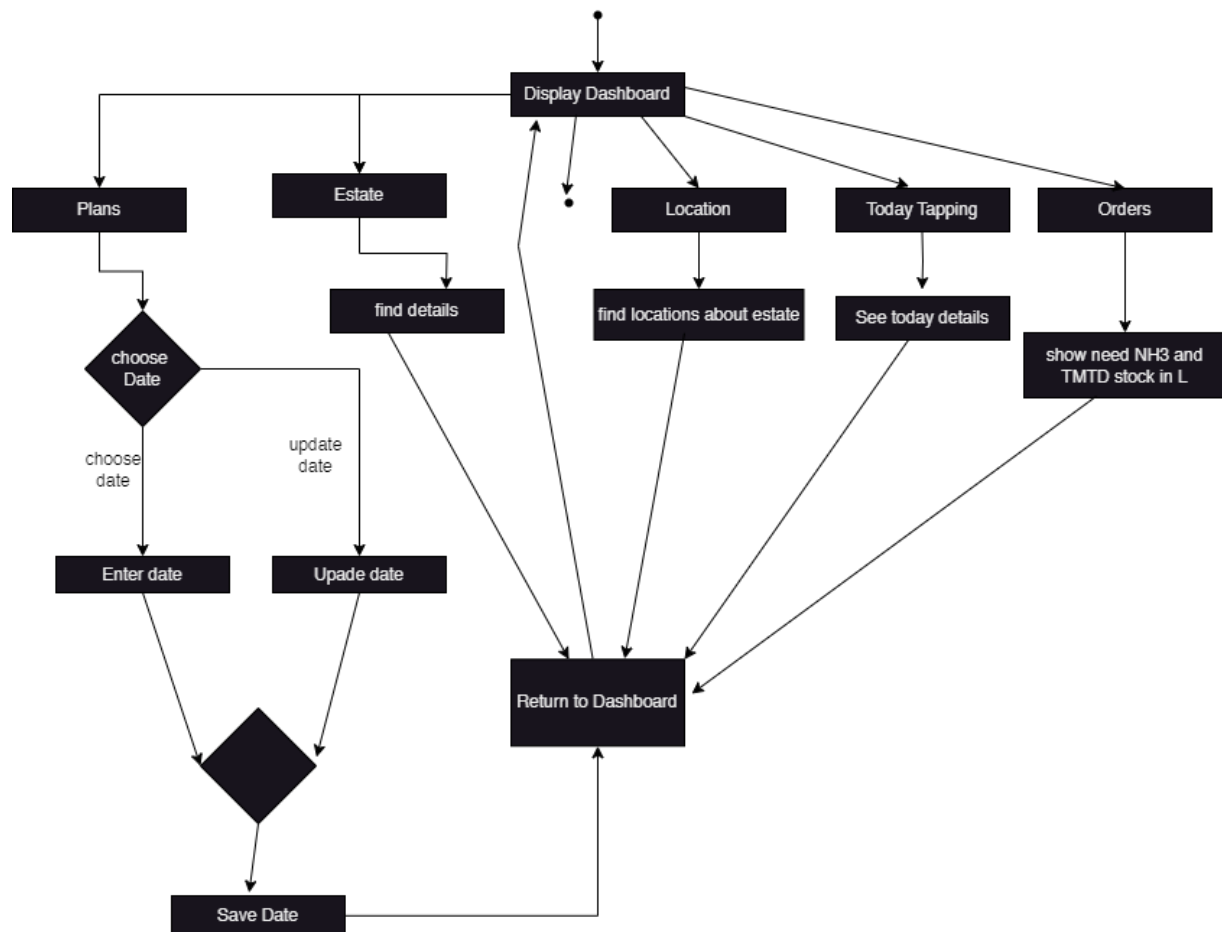 Display Dashboard
Plans
Estate
Location
Today Tapping
Orders
find details
find locations about estate
See today details
show need NH3 and
TMTD stock in L
choose
Date
choose
date
update
date
Enter date
Upade date
Return to Dashboard
Save Date